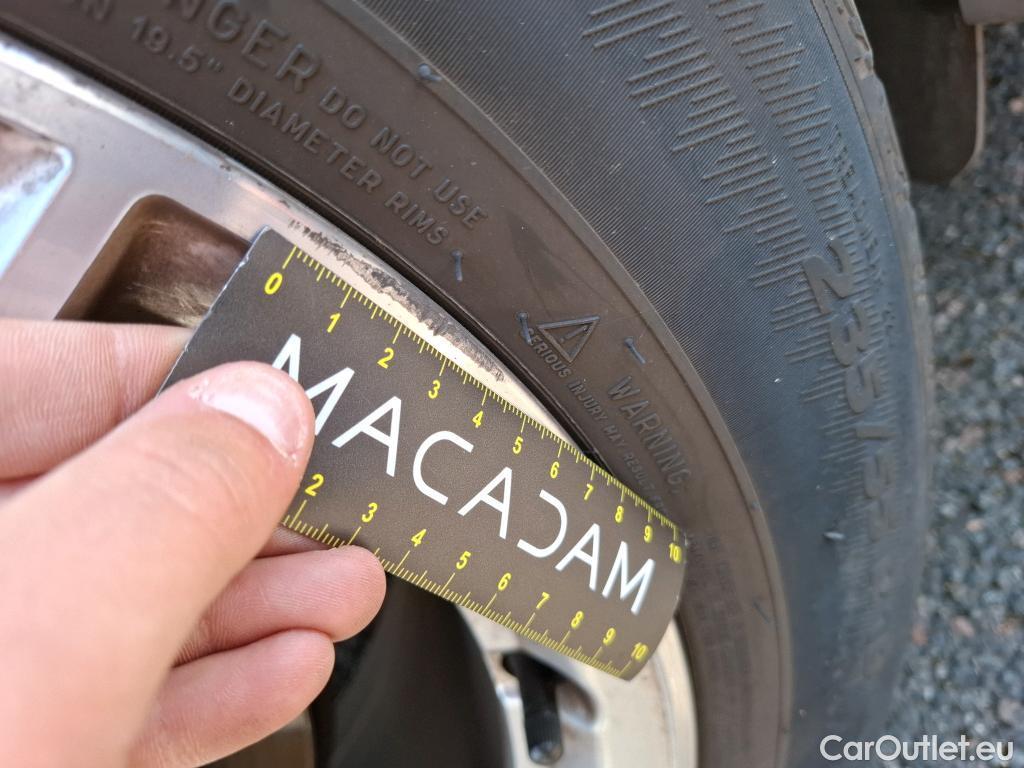 NGER DO NOT USE
ON 19.5" DIAMETER RIMS
WARNING:
SERIOUS INJURY MAY RESULT
235
0 1 2 3 4 5 6 7 8 9 10
MACADAM
2 3 4 5 6 7 8 9 10
CarOutlet.eu